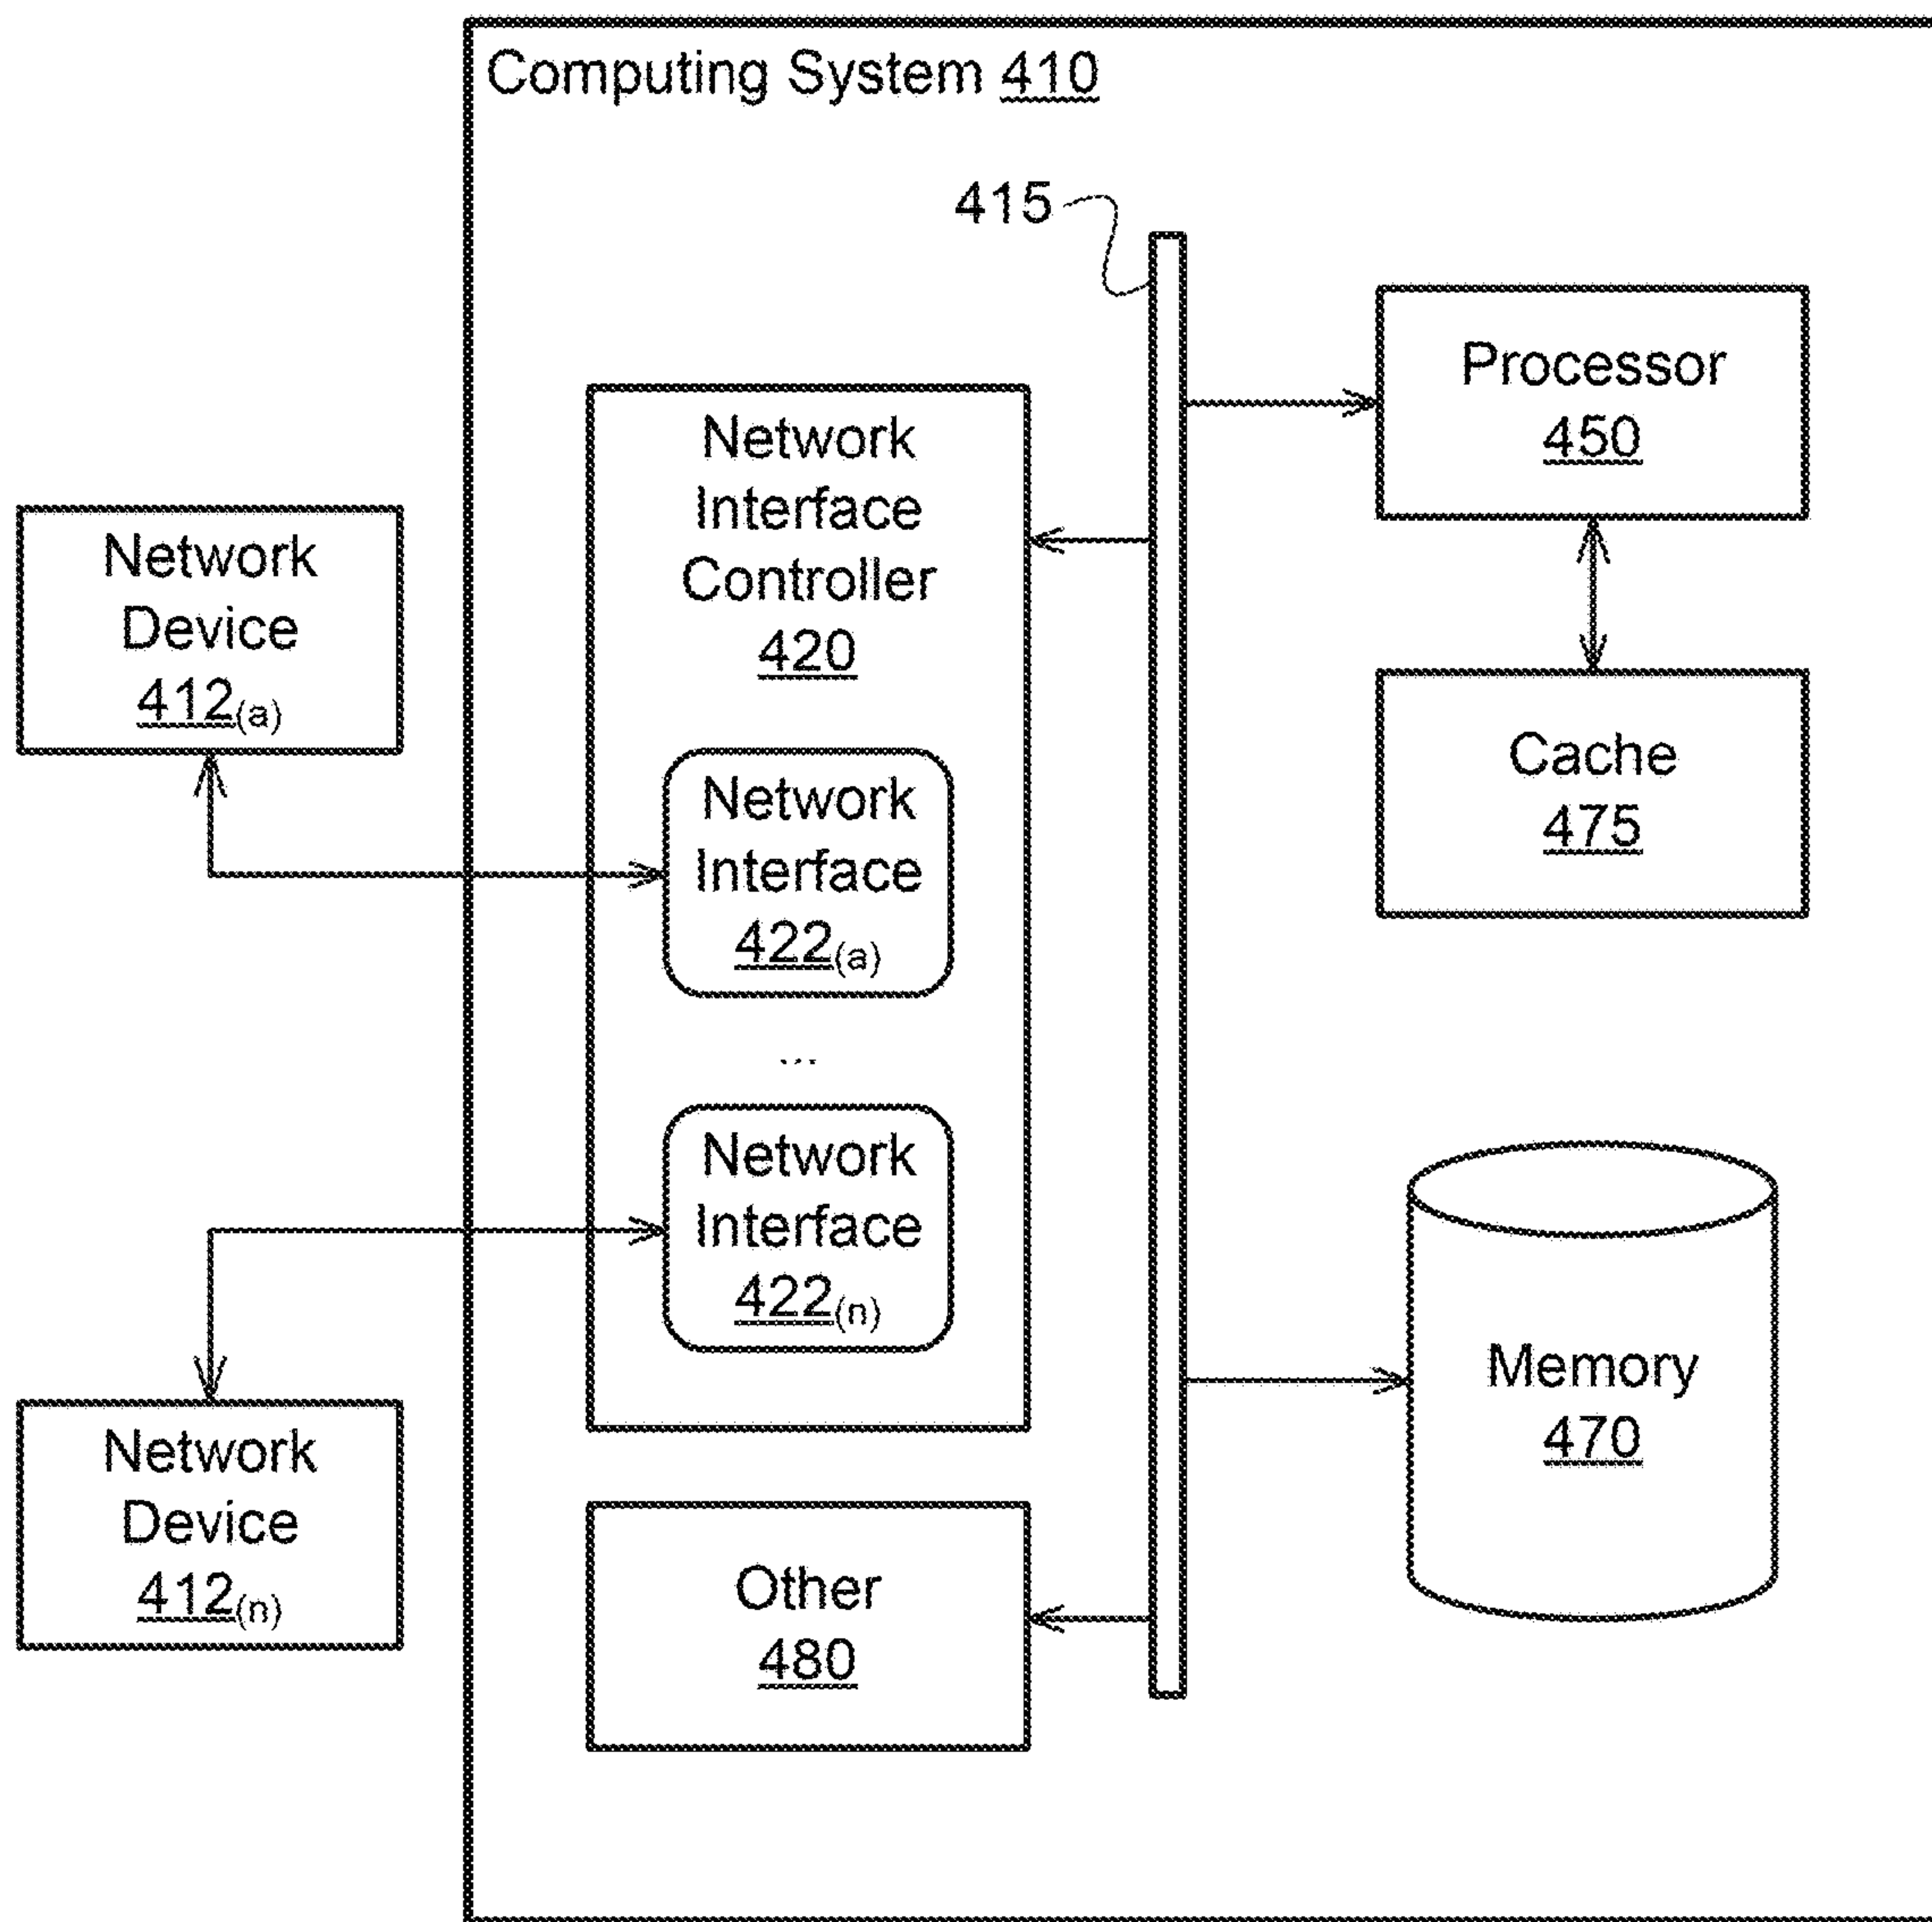 Computing System 410
415
Processor
450
Network
Interface
Controller
420
Network
Device
412(a)
Cache
475
Network
Interface
422(a)
...
Network
Interface
422(n)
Memory
470
Network
Device
412(n)
Other
480